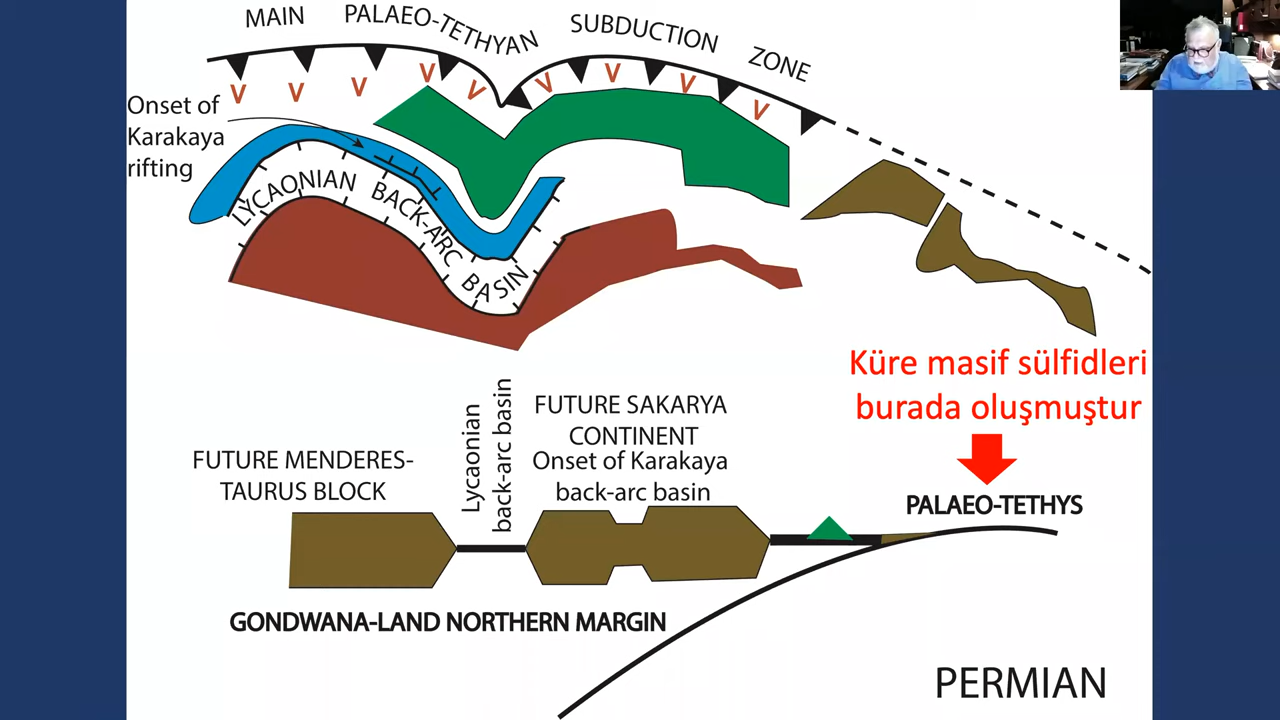 MAIN PALAEO-TETHYAN SUBDUCTION ZONE
V V V V V V V V V
Onset of
Karakaya
rifting
LYCAONIAN BACK-ARC BASIN
Küre masif sülfidleri
burada oluşmuştur
FUTURE SAKARYA
CONTINENT
Onset of Karakaya
back-arc basin
Lycaonian
back-arc basin
FUTURE MENDERES-
TAURUS BLOCK
PALAEO-TETHYS
GONDWANA-LAND NORTHERN MARGIN
PERMIAN